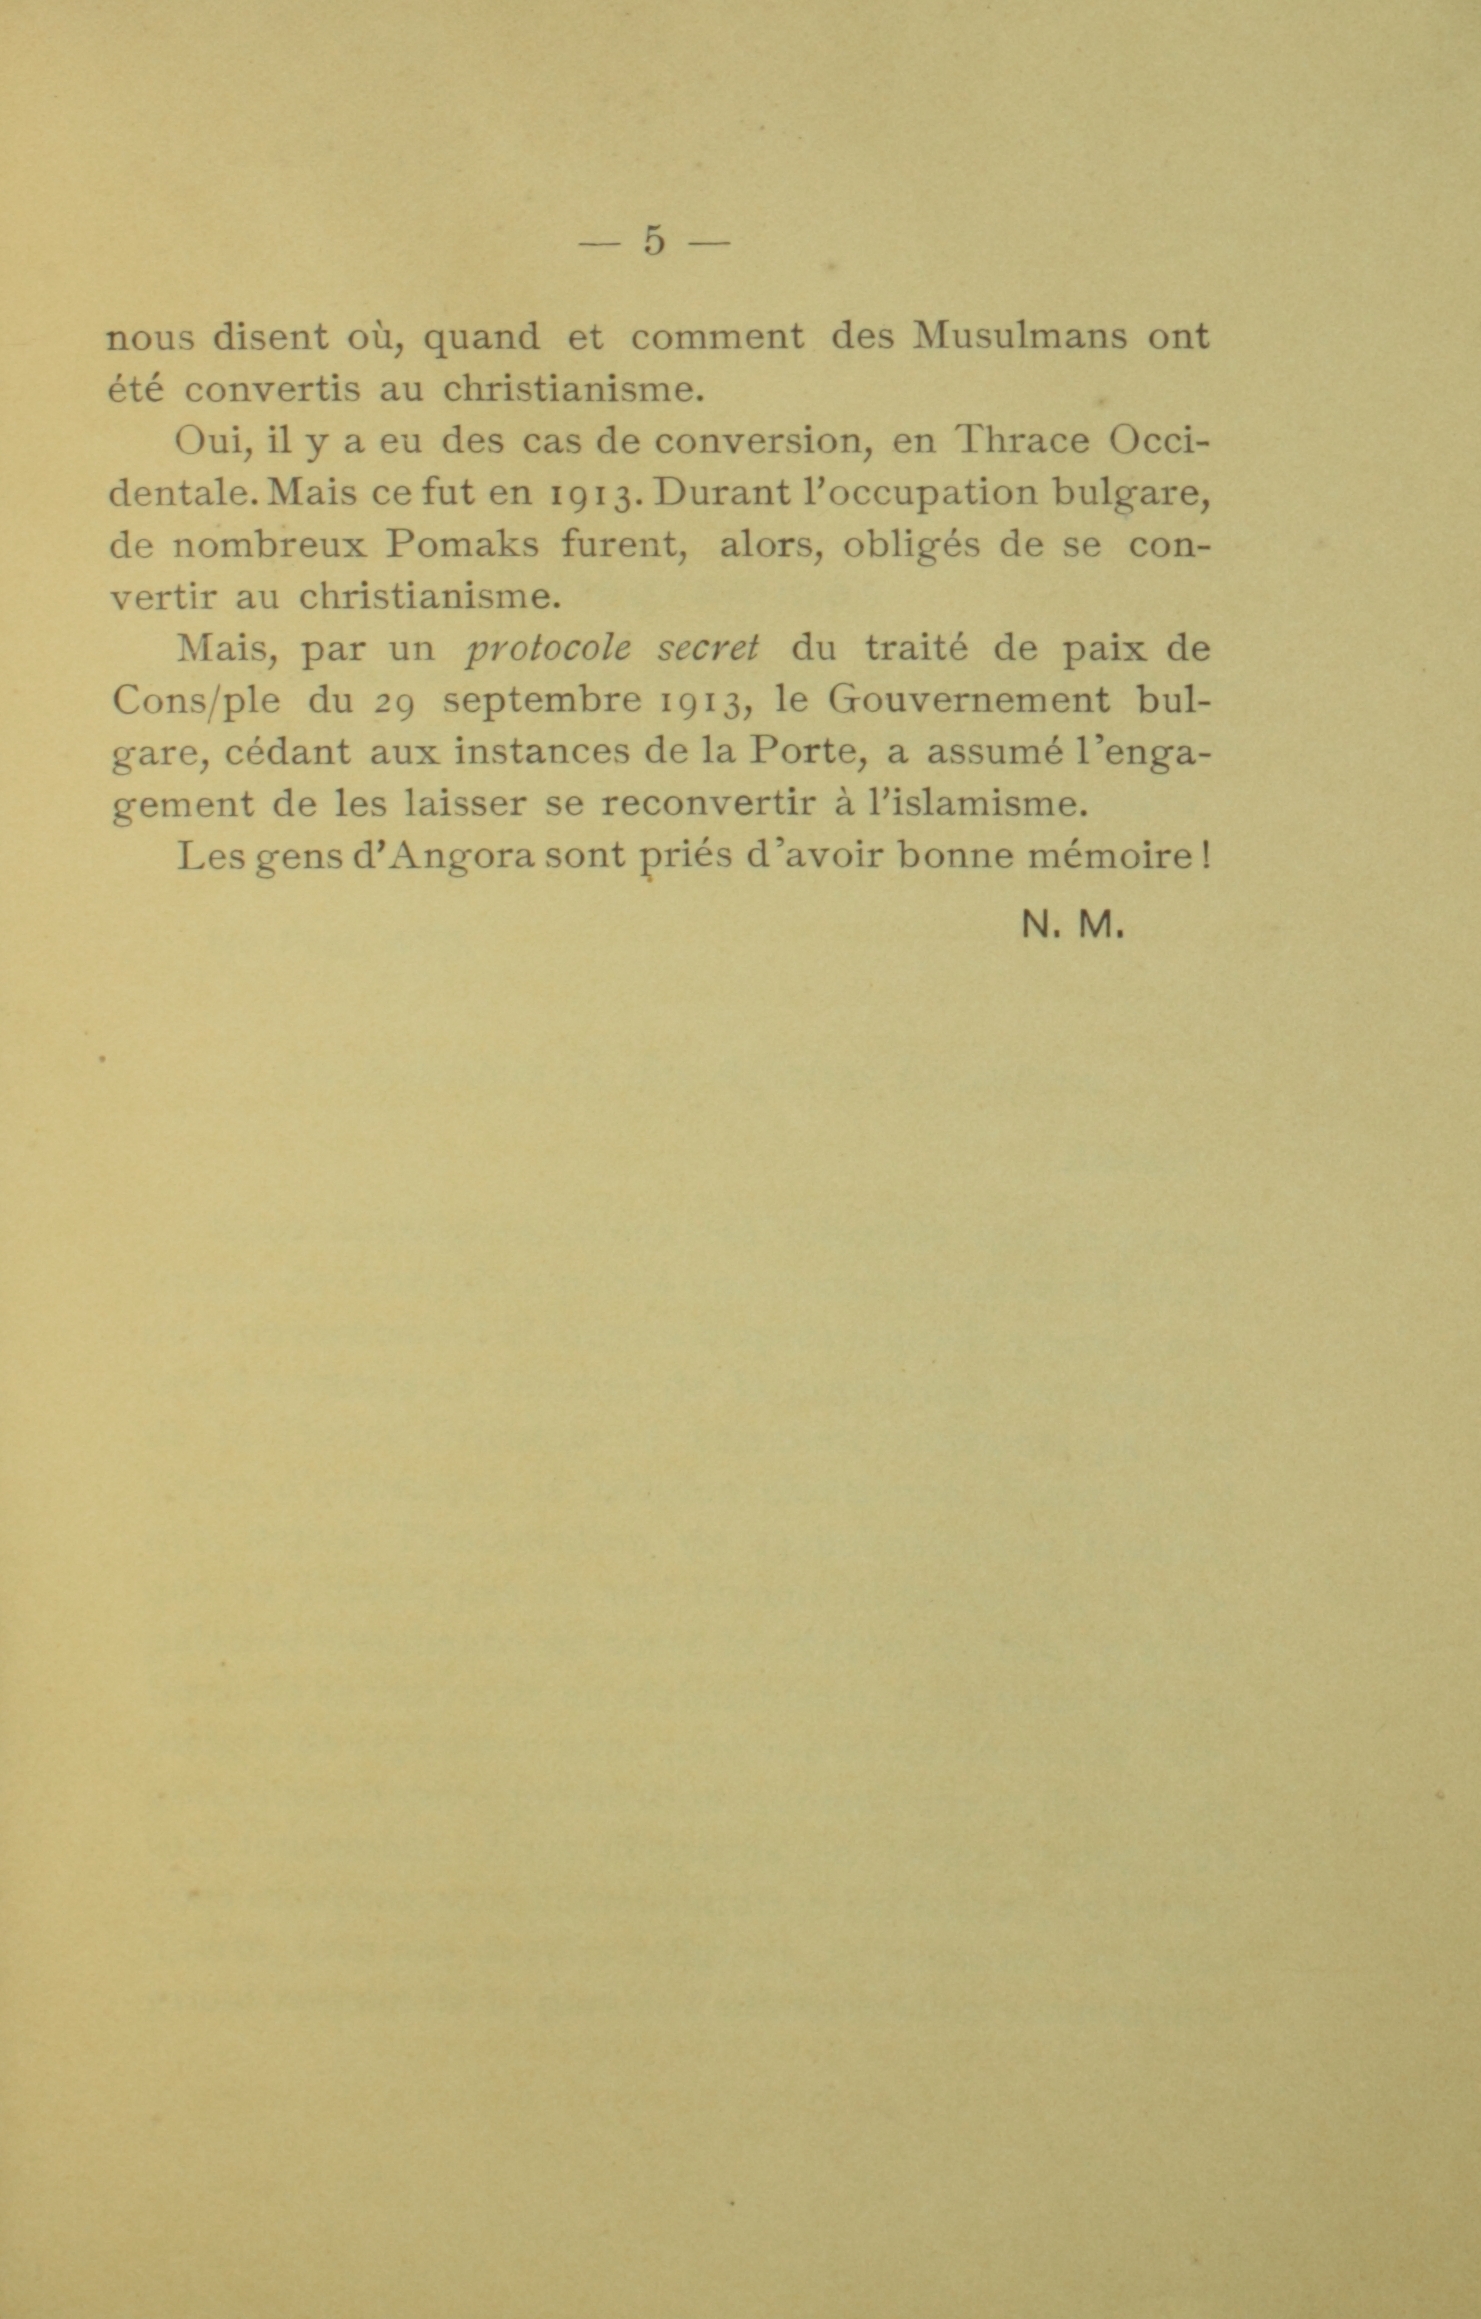 — 5 —
nous disent où, quand et comment des Musulmans ont
été convertis au christianisme.
Oui, il y a eu des cas de conversion, en Thrace Occi-
dentale. Mais ce fut en 1913. Durant l'occupation bulgare,
de nombreux Pomaks furent, alors, obligés de se con-
vertir au christianisme.
Mais, par un protocole secret du traité de paix de
Cons/ple du 29 septembre 1913, le Gouvernement bul-
gare, cédant aux instances de la Porte, a assumé l'enga-
gement de les laisser se reconvertir à l'islamisme.
Les gens d'Angora sont priés d'avoir bonne mémoire !
N. M.